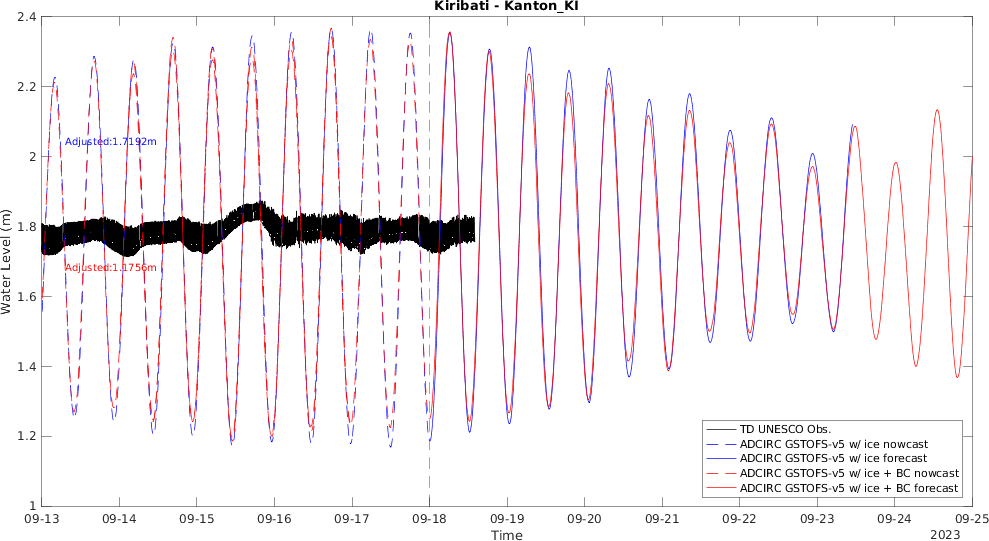 Kiribati - Kanton_KI
2.4
2.2
2
1.8
1.6
1.4
1.2
1
Water Level (m)
Adjusted:1.7192m
Adjusted:1.1756m
TD UNESCO Obs.
ADCIRC GSTOFS-v5 w/ ice nowcast
ADCIRC GSTOFS-v5 w/ ice forecast
ADCIRC GSTOFS-v5 w/ ice + BC nowcast
ADCIRC GSTOFS-v5 w/ ice + BC forecast
09-13 09-14 09-15 09-16 09-17 09-18 09-19 09-20 09-21 09-22 09-23 09-24 09-25
Time
2023